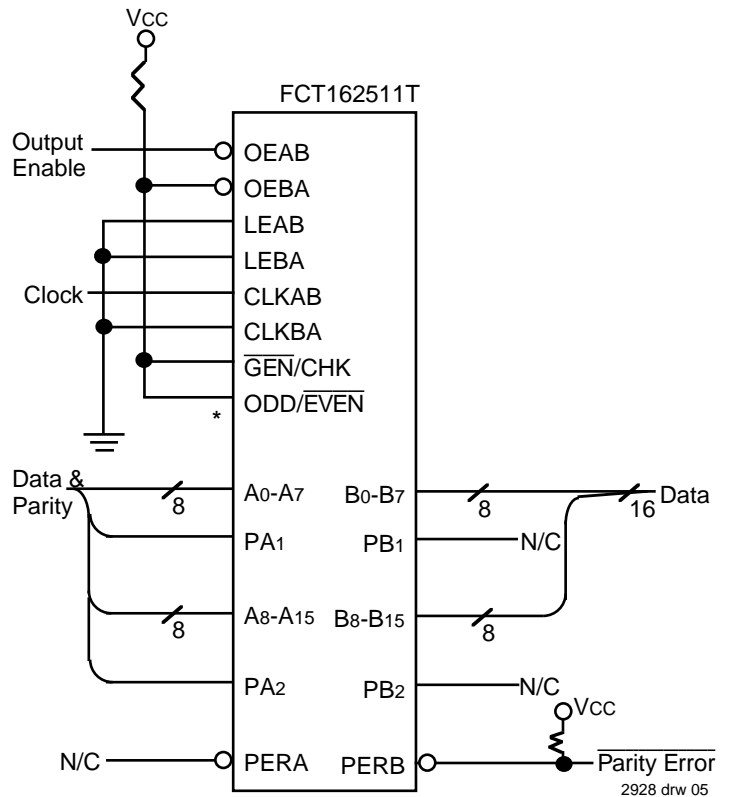 VCC
FCT162511T
Output
Enable
OEAB
OEBA
LEAB
LEBA
Clock
CLKAB
CLKBA
GEN/CHK
ODD/EVEN
*
Data &
Parity
8
A0-A7
B0-B7
8
16
Data
PA1
PB1
N/C
8
A8-A15
B8-B15
8
PA2
PB2
N/C
VCC
N/C
PERA
PERB
Parity Error
2928 drw 05